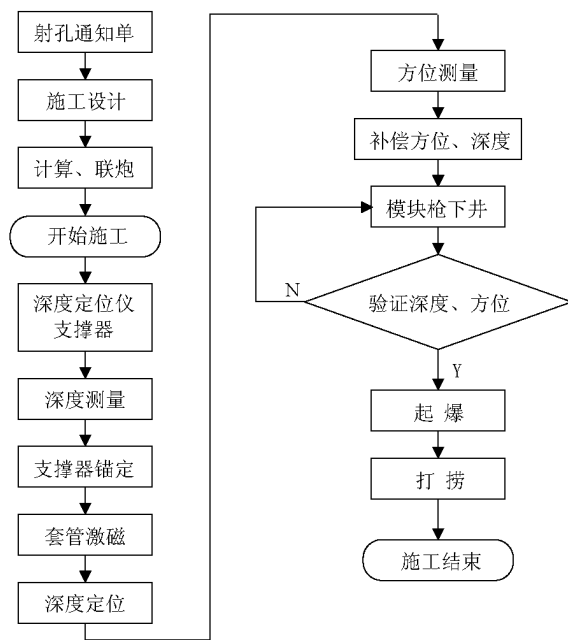 射孔通知单
施工设计
计算、联炮
开始施工
深度定位仪
支撑器
深度测量
支撑器锚定
套管激磁
深度定位
方位测量
补偿方位、深度
模块枪下井
验证深度、方位
N
Y
起 爆
打 捞
施工结束